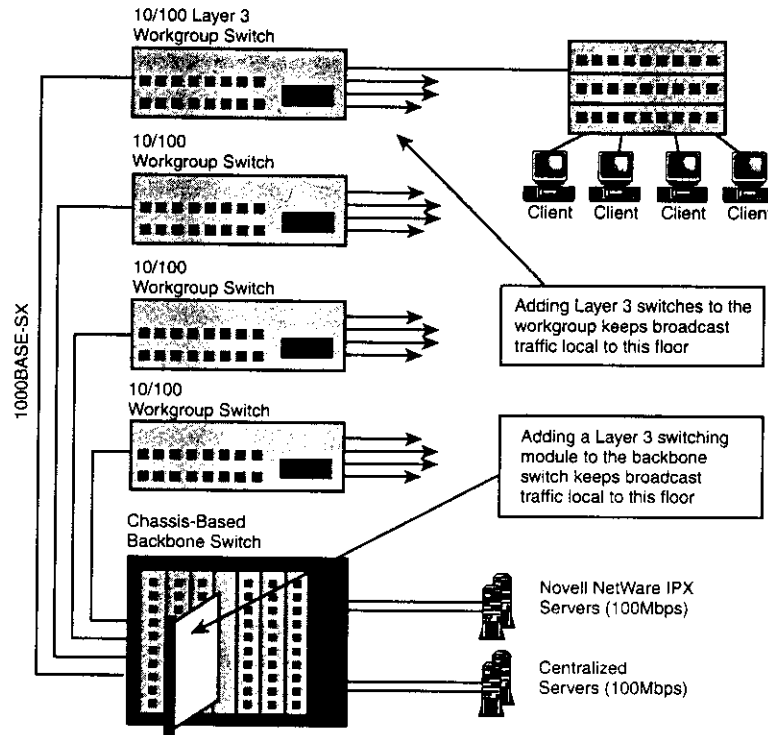 10/100 Layer 3
Workgroup Switch
10/100
Workgroup Switch
10/100
Workgroup Switch
10/100
Workgroup Switch
Chassis-Based
Backbone Switch
1000BASE-SX
Client
Client
Client
Client
Adding Layer 3 switches to the
workgroup keeps broadcast
traffic local to this floor
Adding a Layer 3 switching
module to the backbone
switch keeps broadcast
traffic local to this floor
Novell NetWare IPX
Servers (100Mbps)
Centralized
Servers (100Mbps)